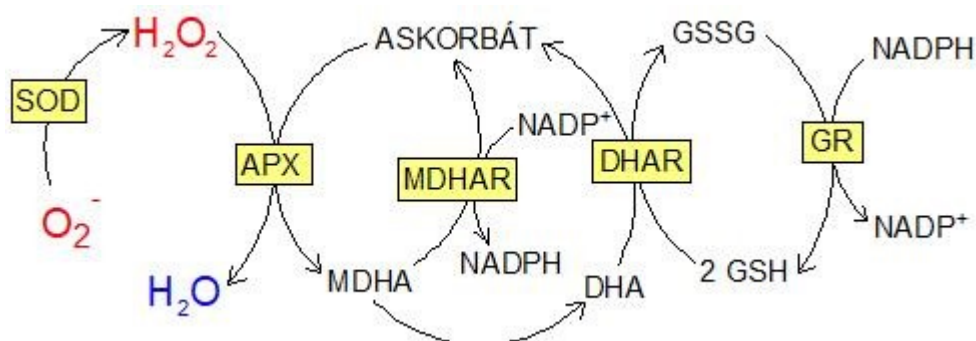 H₂O₂
ASKORBÁT
GSSG
NADPH
SOD
NADP⁺
APX
MDHAR
DHAR
GR
O₂⁻
NADP⁺
H₂O
MDHA
NADPH
DHA
2 GSH